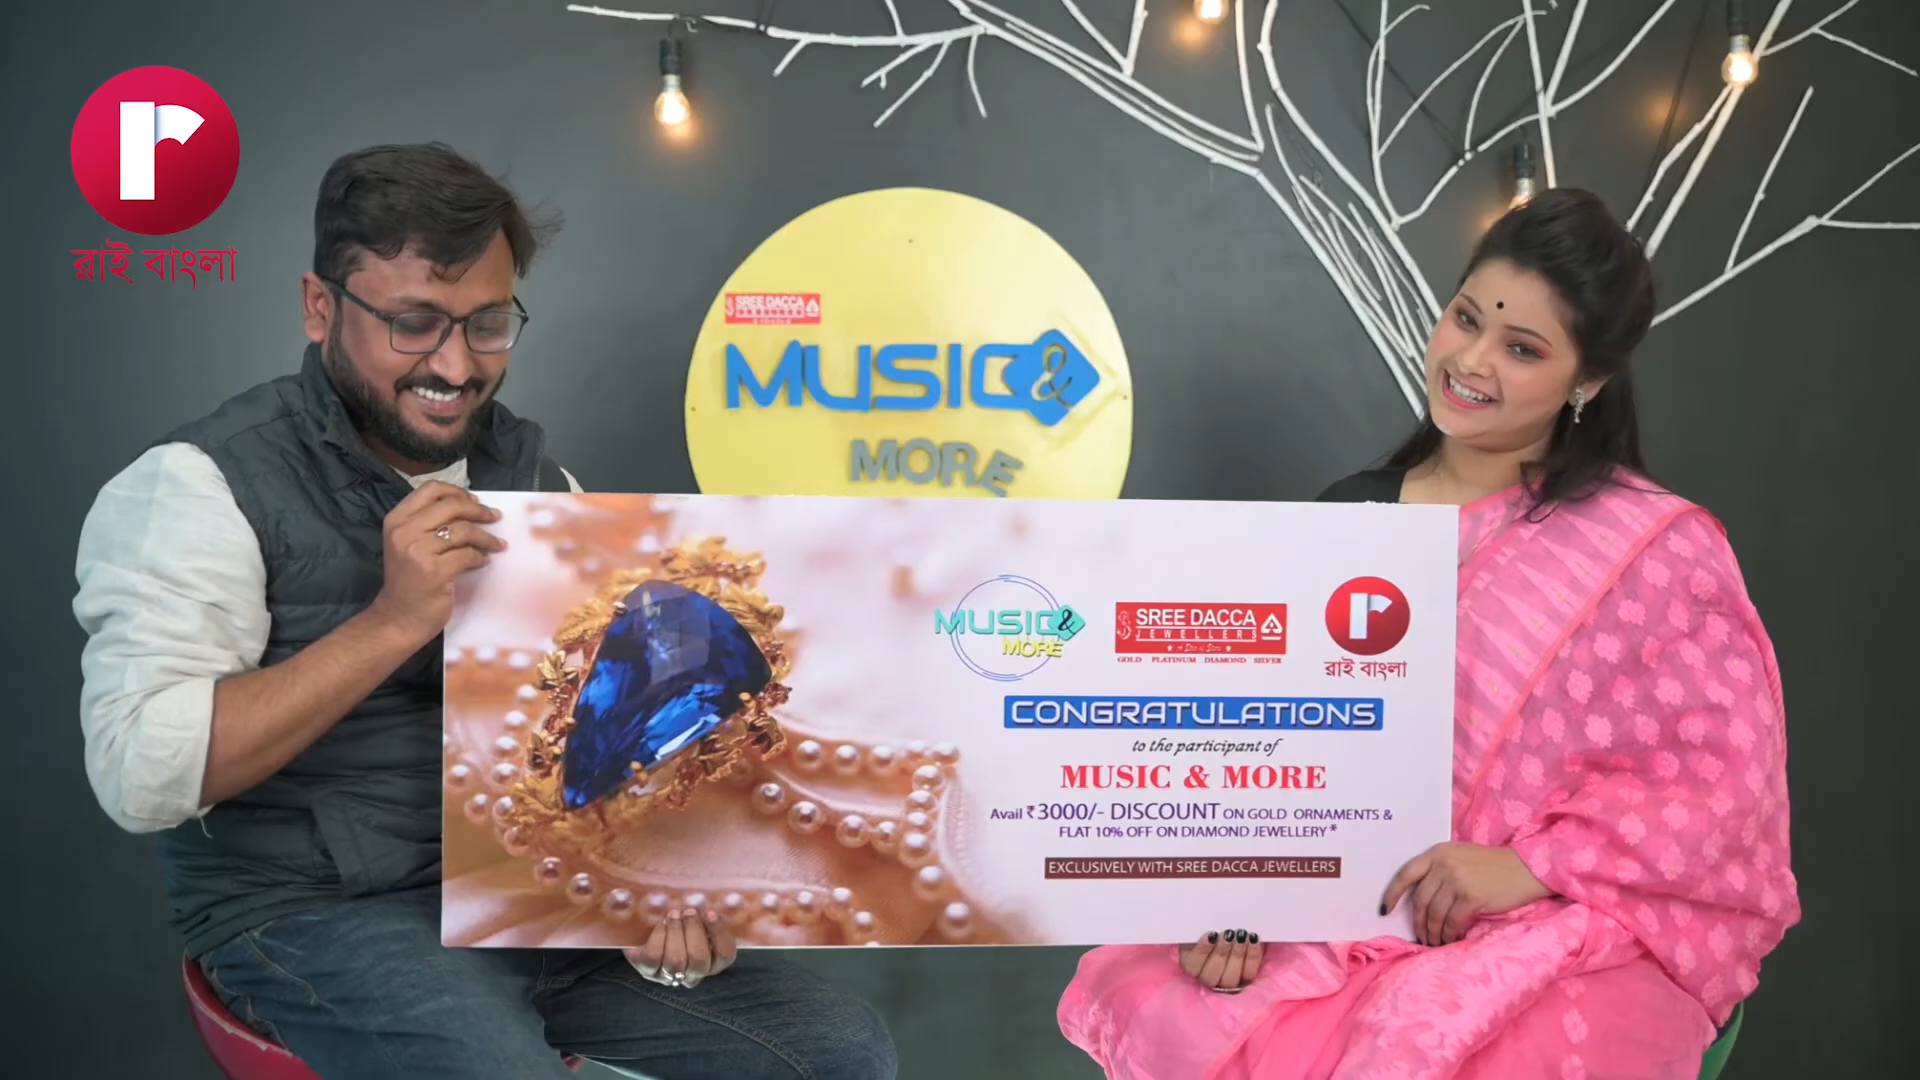 r
ৱাই বাংলা
SREE DACCA
JEWELLERS
MUSIC &
MORE
MUSIC &
MORE
SREE DACCA
JEWELLERS
GOLD PLATINUM DIAMOND SILVER
r
ৱাই বাংলা
CONGRATULATIONS
to the participant of
MUSIC & MORE
Avail ₹3000/- DISCOUNT ON GOLD ORNAMENTS &
FLAT 10% OFF ON DIAMOND JEWELLERY*
EXCLUSIVELY WITH SREE DACCA JEWELLERS